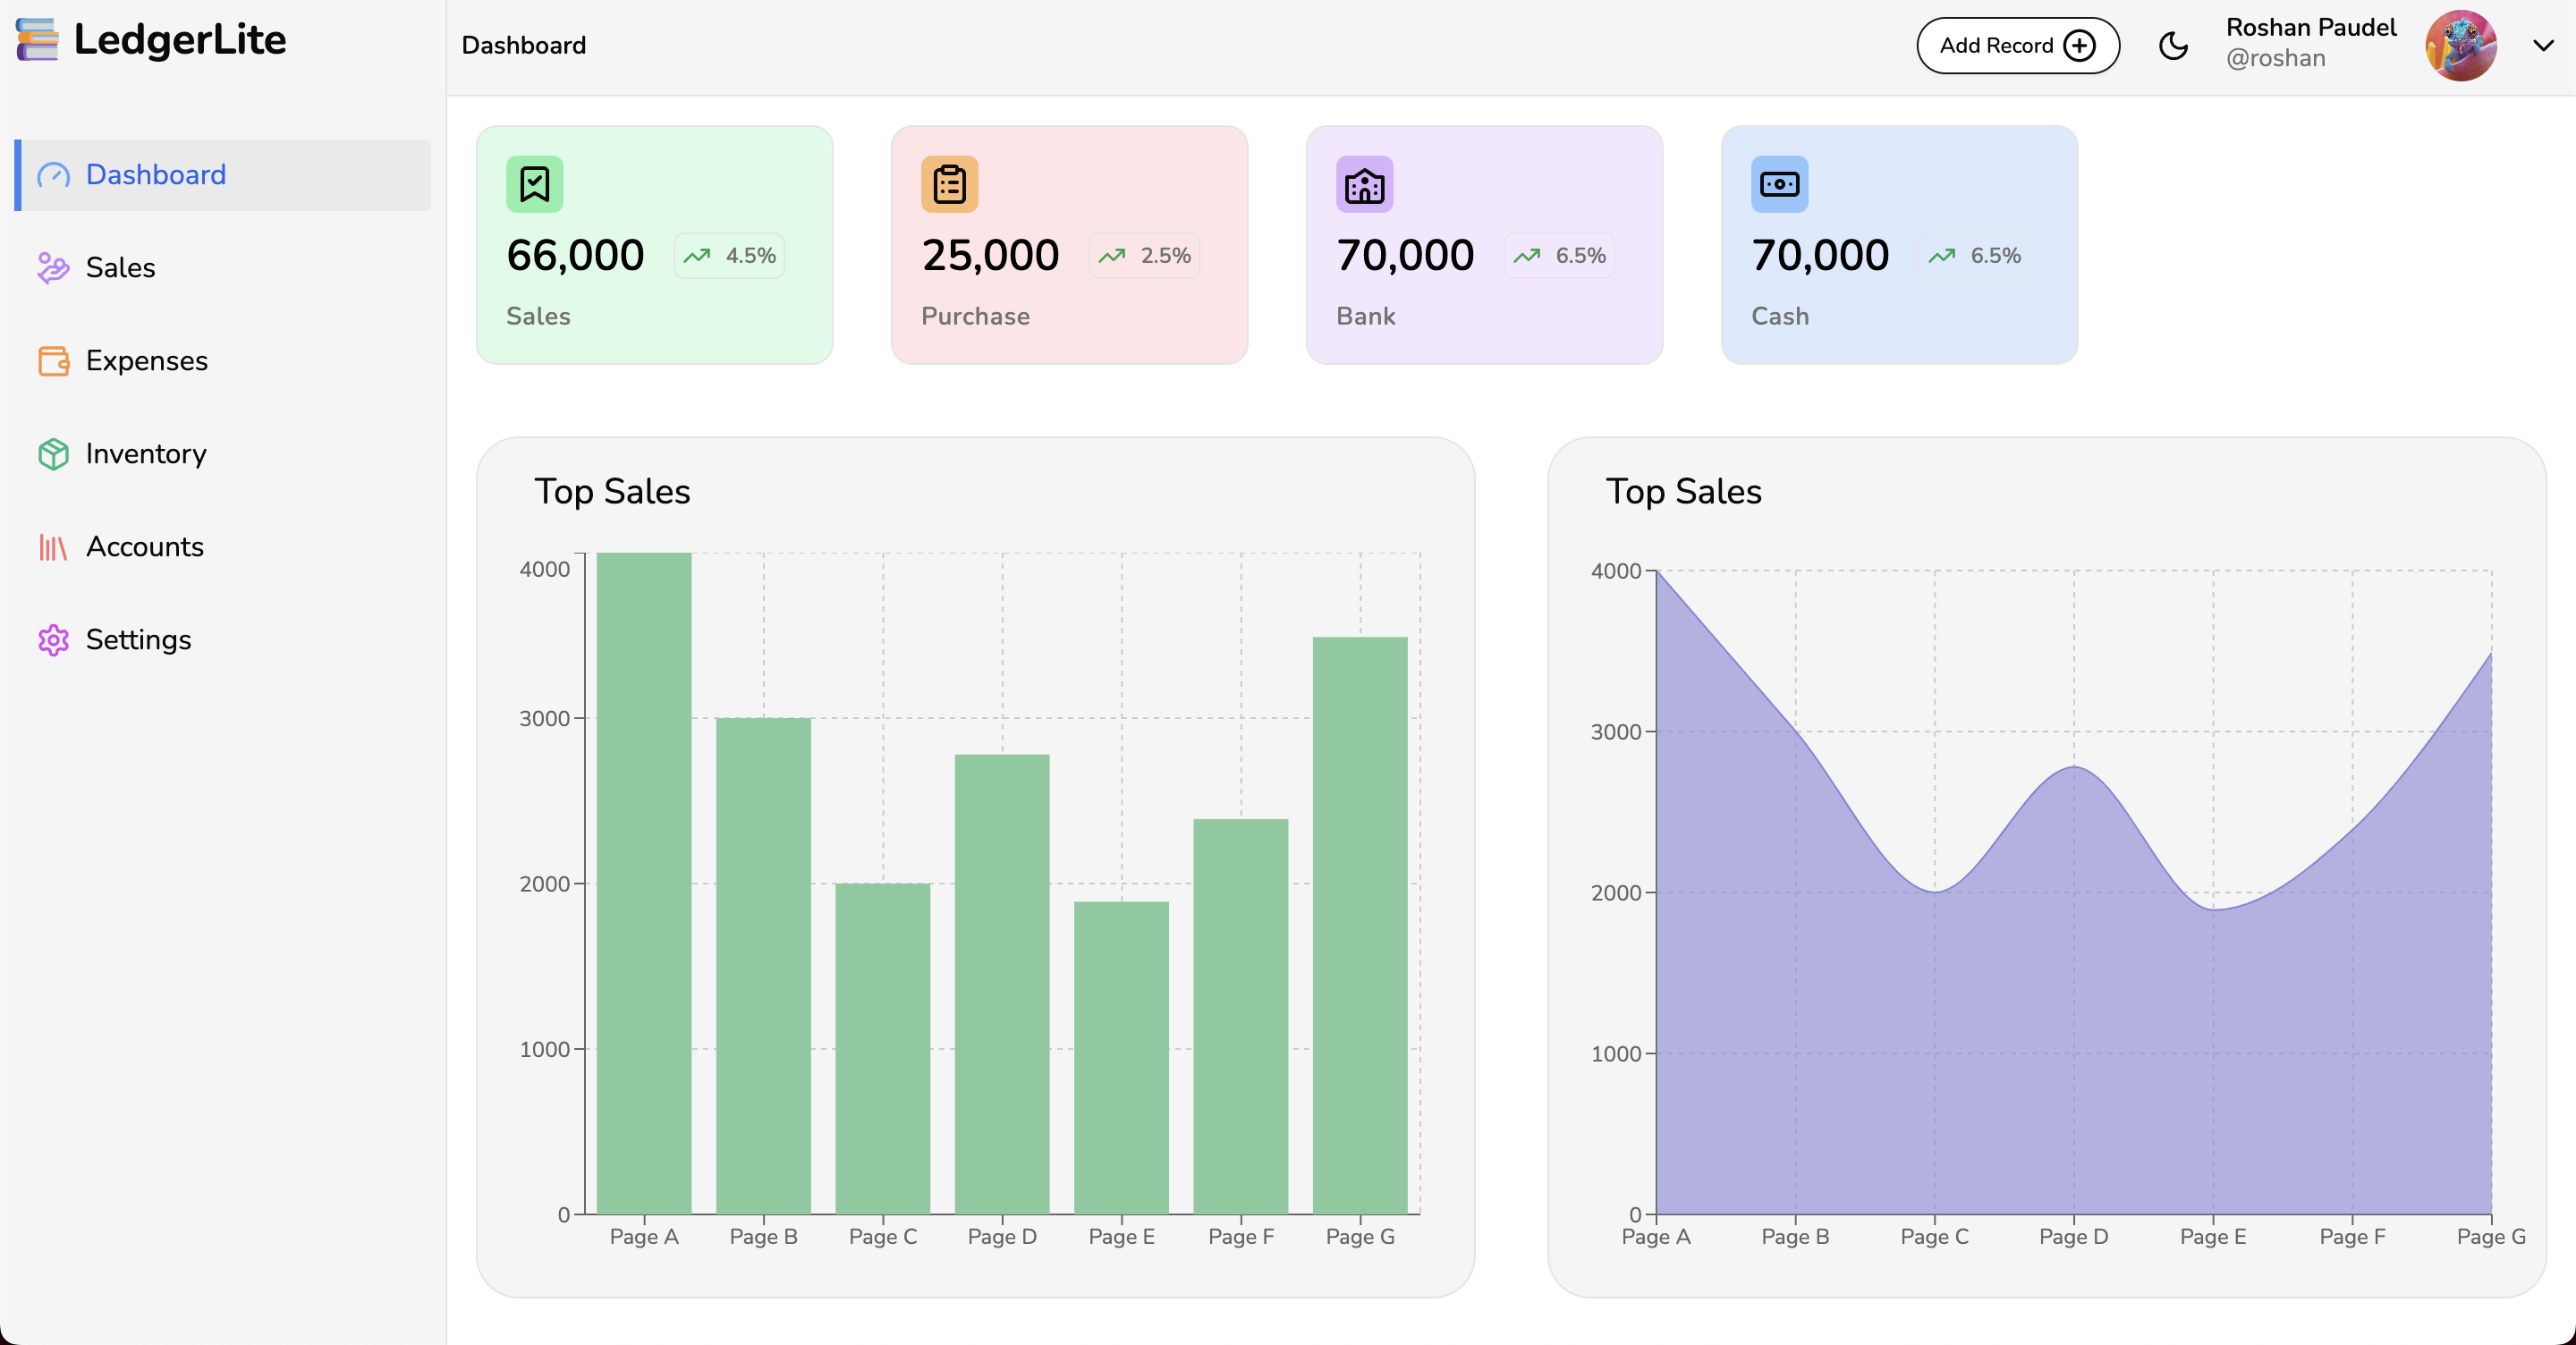 LedgerLite
Dashboard
Add Record
Roshan Paudel
@roshan
Dashboard
Sales
Expenses
Inventory
Accounts
Settings
66,000 4.5%
Sales
25,000 2.5%
Purchase
70,000 6.5%
Bank
70,000 6.5%
Cash
Top Sales
4000
3000
2000
1000
0
Page A Page B Page C Page D Page E Page F Page G
Top Sales
4000
3000
2000
1000
0
Page A Page B Page C Page D Page E Page F Page G